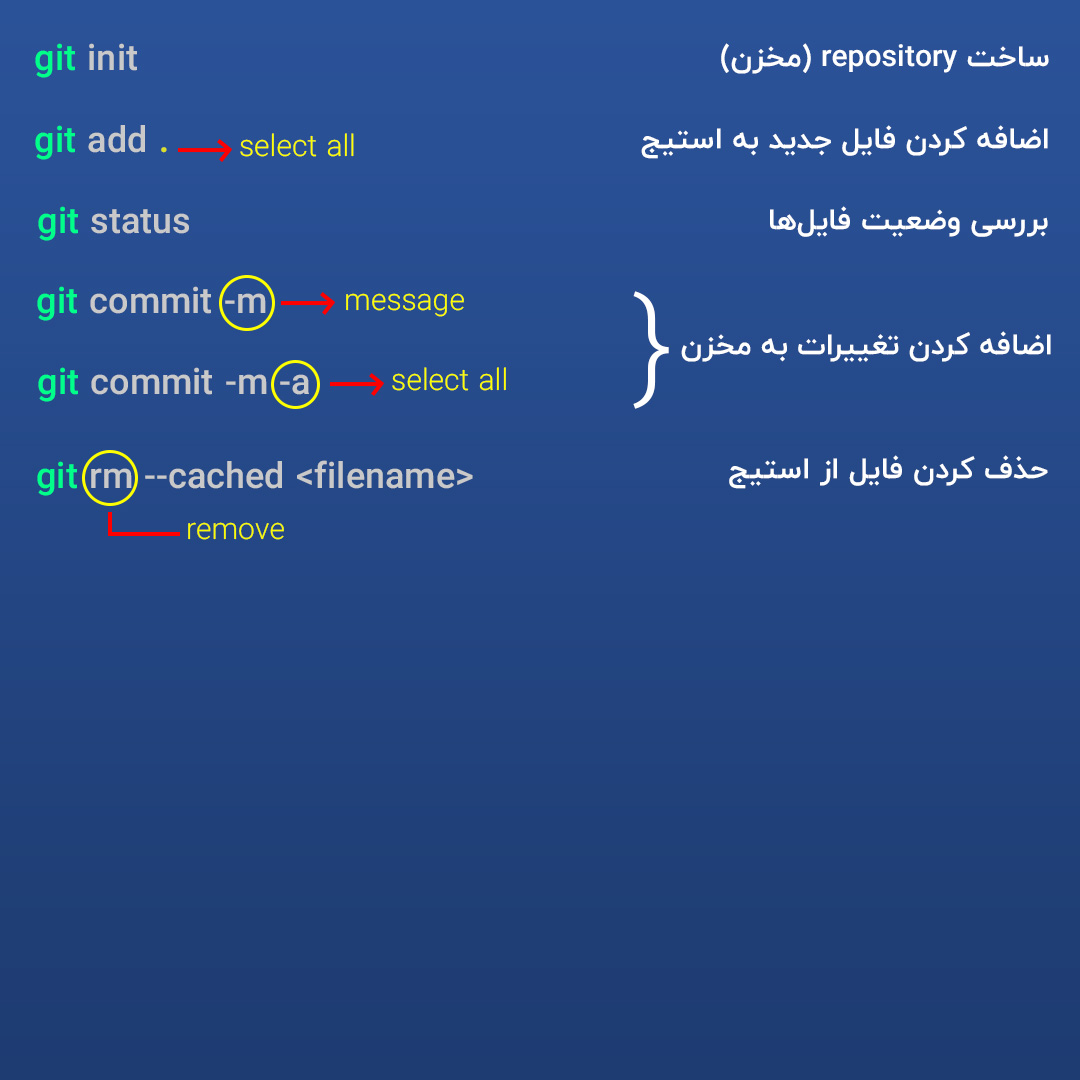 git init
ساخت repository (مخزن)
git add . select all
اضافه کردن فایل جدید به استیج
git status
بررسی وضعیت فایل‌ها
git commit -m message
git commit -m -a select all
اضافه کردن تغییرات به مخزن
git rm --cached <filename>
حذف کردن فایل از استیج
remove